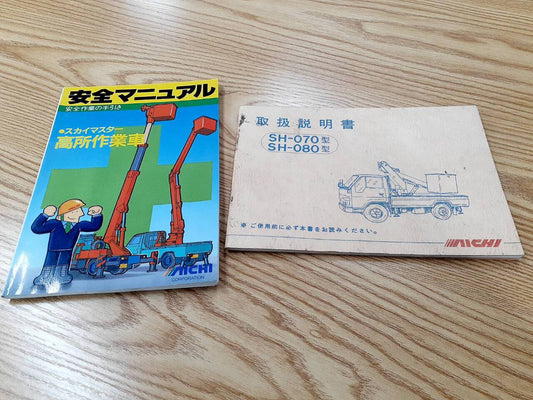 安全マニュアル
安全作業の手引き
●スカイマスター
高所作業車
AICHI
CORPORATION
取扱説明書
SH-070型
SH-080型
※ご使用前に必ず本書をお読みください。
AICHI